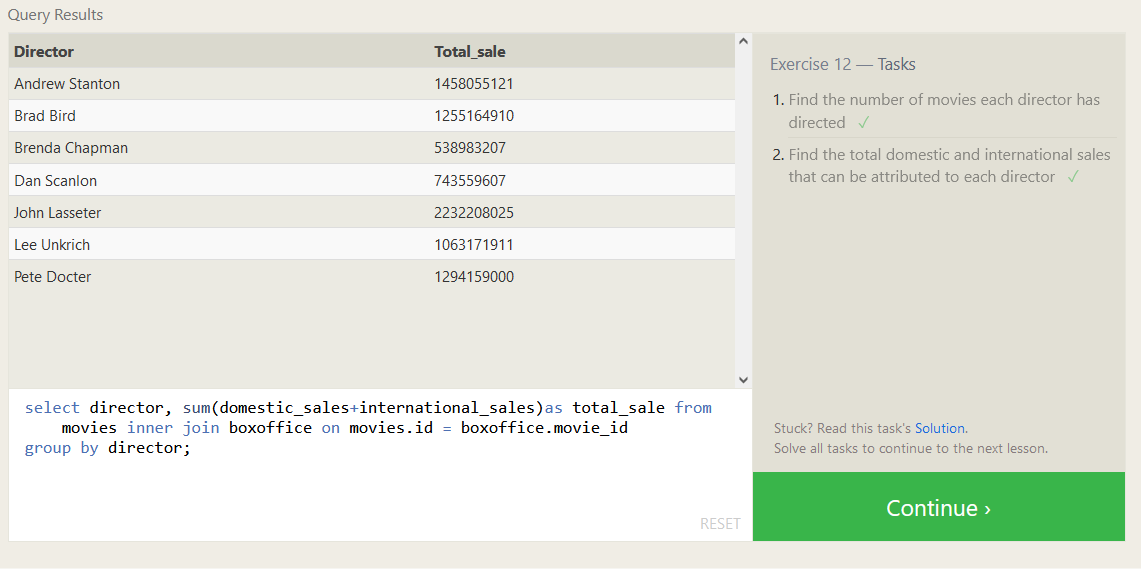 Query Results
Director Total_sale
Andrew Stanton 1458055121
Brad Bird 1255164910
Brenda Chapman 538983207
Dan Scanlon 743559607
John Lasseter 2232208025
Lee Unkrich 1063171911
Pete Docter 1294159000
select director, sum(domestic_sales+international_sales)as total_sale from
movies inner join boxoffice on movies.id = boxoffice.movie_id
group by director;
RESET
Exercise 12 — Tasks
1. Find the number of movies each director has
directed ✓
2. Find the total domestic and international sales
that can be attributed to each director ✓
Stuck? Read this task's Solution.
Solve all tasks to continue to the next lesson.
Continue ›